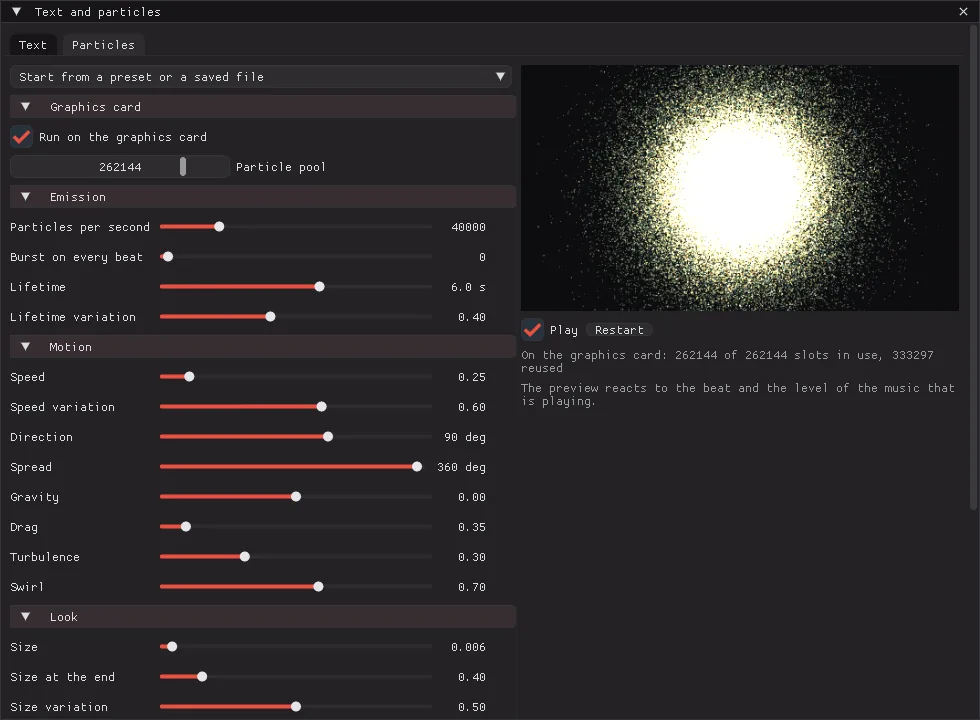 Text and particles
Text Particles
Start from a preset or a saved file
Graphics card
Run on the graphics card
262144 Particle pool
Emission
Particles per second 40000
Burst on every beat 0
Lifetime 6.0 s
Lifetime variation 0.40
Motion
Speed 0.25
Speed variation 0.60
Direction 90 deg
Spread 360 deg
Gravity 0.00
Drag 0.35
Turbulence 0.30
Swirl 0.70
Look
Size 0.006
Size at the end 0.40
Size variation 0.50
Play Restart
On the graphics card: 262144 of 262144 slots in use, 333297
reused
The preview reacts to the beat and the level of the music that
is playing.